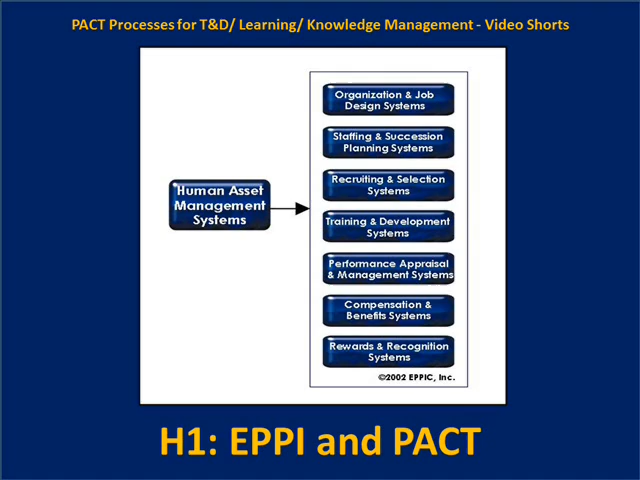 PACT Processes for T&D/ Learning/ Knowledge Management - Video Shorts
Organization & Job
Design Systems
Staffing & Succession
Planning Systems
Recruiting & Selection
Systems
Human Asset
Management
Systems
Training & Development
Systems
Performance Appraisal
& Management Systems
Compensation &
Benefits Systems
Rewards & Recognition
Systems
©2002 EPPIC, Inc.
H1: EPPI and PACT